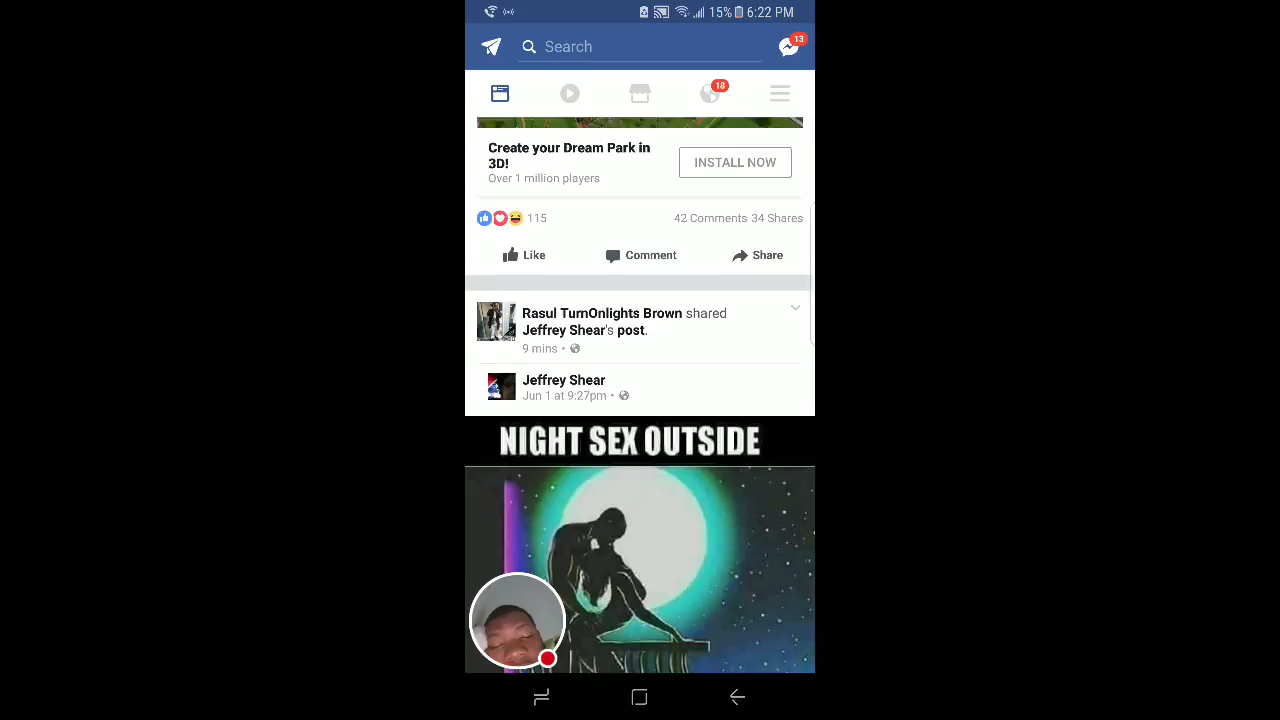 15% 6:22 PM
Search
13
18
Create your Dream Park in
3D!
Over 1 million players
INSTALL NOW
115
42 Comments 34 Shares
Like
Comment
Share
Rasul TurnOnlights Brown shared
Jeffrey Shear's post.
9 mins •
Jeffrey Shear
Jun 1 at 9:27pm •
NIGHT SEX OUTSIDE